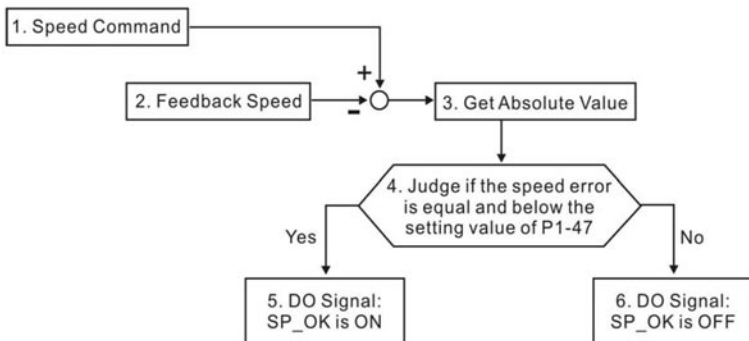 1. Speed Command
+
2. Feedback Speed
-
3. Get Absolute Value
4. Judge if the speed error
is equal and below the
setting value of P1-47
Yes
No
5. DO Signal:
SP_OK is ON
6. DO Signal:
SP_OK is OFF